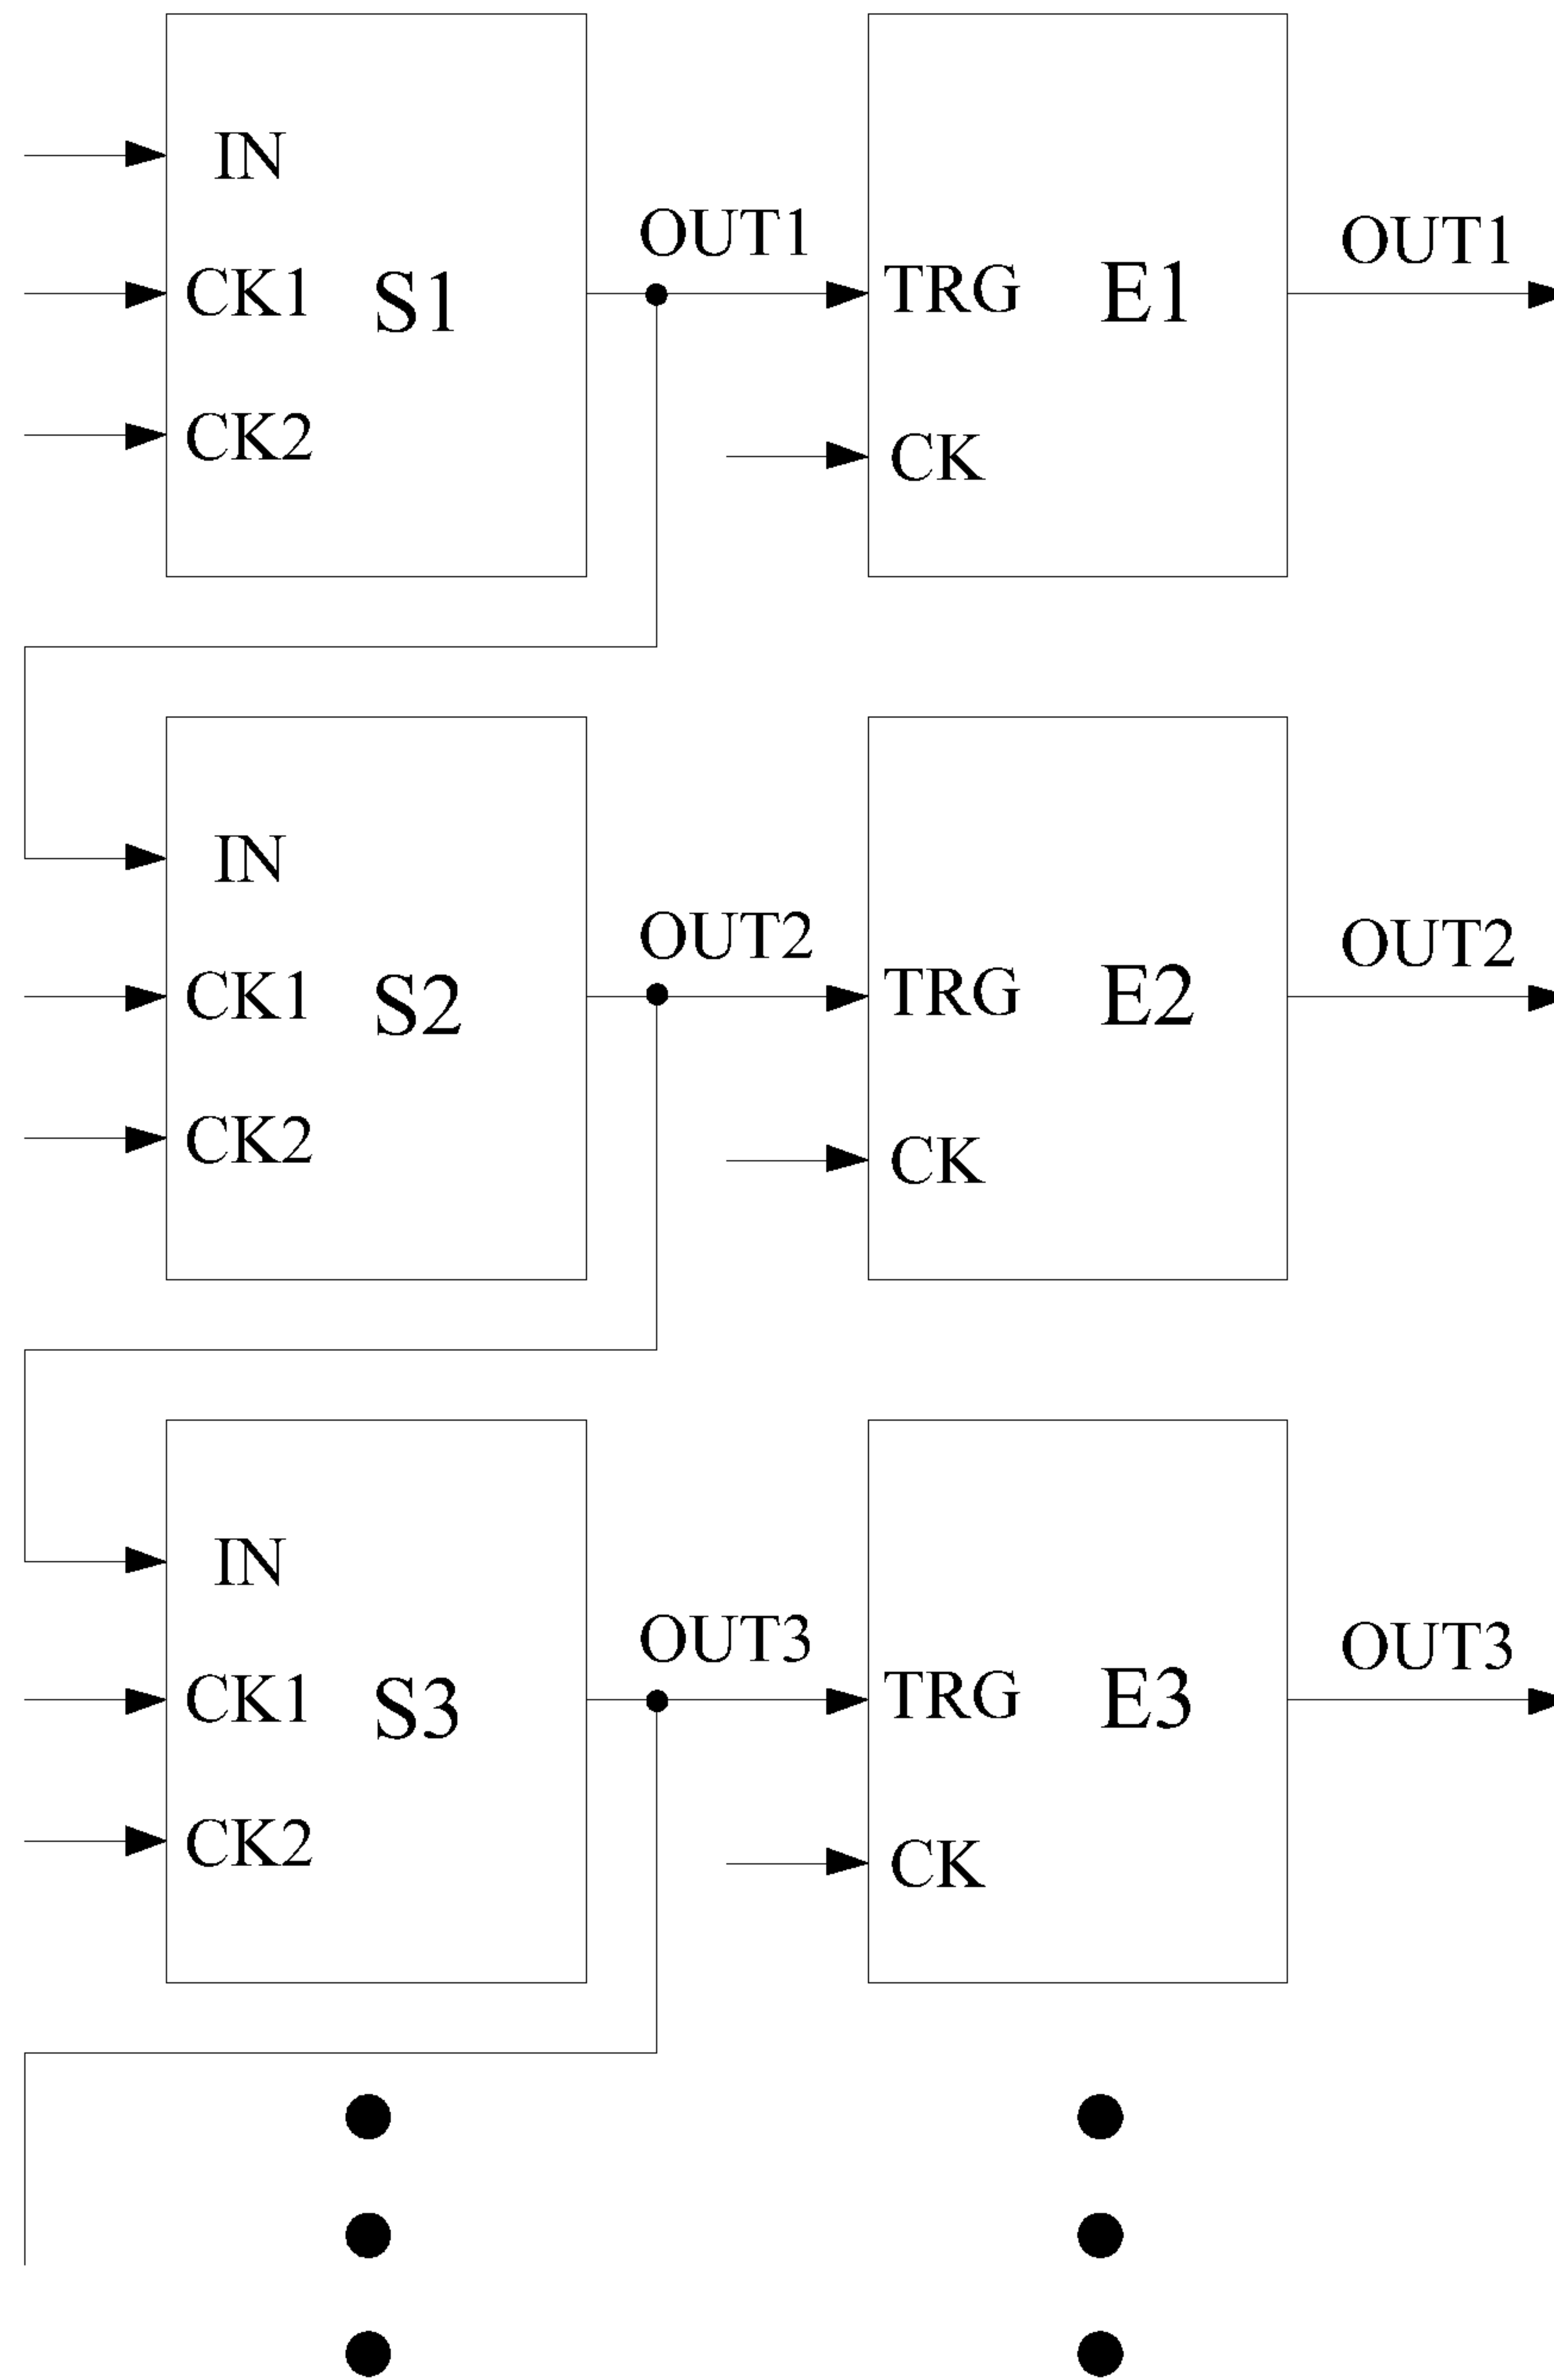 IN
OUT1
OUT1
CK1
S1
TRG
E1
CK2
CK
IN
OUT2
OUT2
CK1
S2
TRG
E2
CK2
CK
IN
OUT3
OUT3
CK1
S3
TRG
E3
CK2
CK